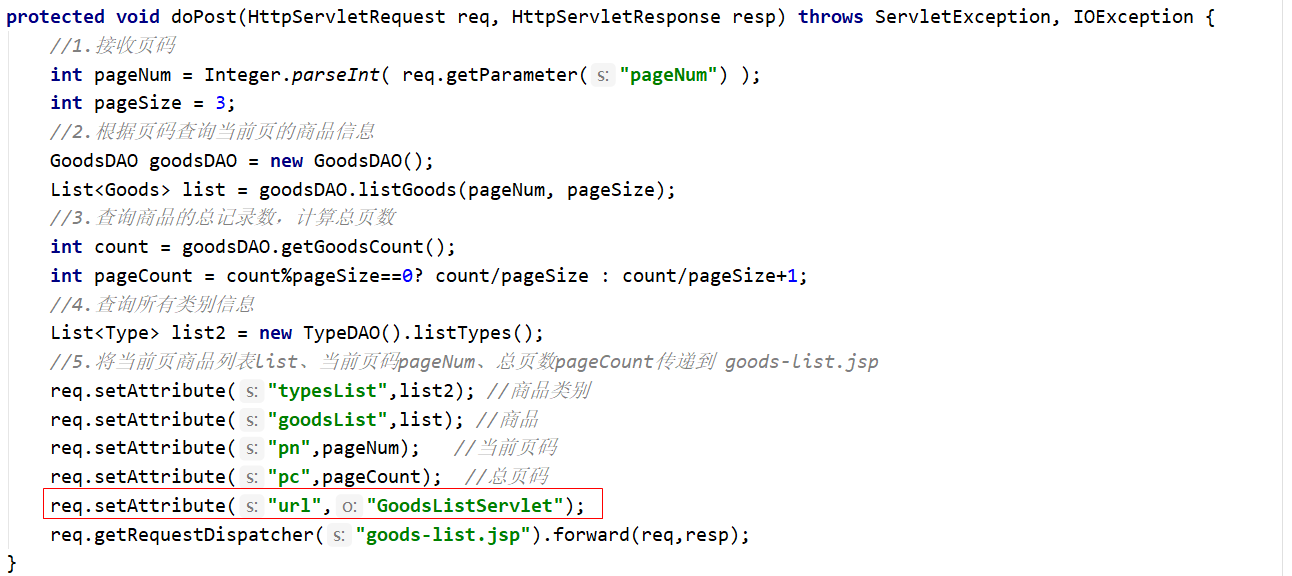 protected void doPost(HttpServletRequest req, HttpServletResponse resp) throws ServletException, IOException {
//1.接收页码
int pageNum = Integer.parseInt( req.getParameter( s: "pageNum") );
int pageSize = 3;
//2.根据页码查询当前页的商品信息
GoodsDAO goodsDAO = new GoodsDAO();
List<Goods> list = goodsDAO.listGoods(pageNum, pageSize);
//3.查询商品的总记录数，计算总页数
int count = goodsDAO.getGoodsCount();
int pageCount = count%pageSize==0? count/pageSize : count/pageSize+1;
//4.查询所有类别信息
List<Type> list2 = new TypeDAO().listTypes();
//5.将当前页商品列表list、当前页码pageNum、总页数pageCount传递到 goods-list.jsp
req.setAttribute( s: "typesList",list2); //商品类别
req.setAttribute( s: "goodsList",list); //商品
req.setAttribute( s: "pn",pageNum); //当前页码
req.setAttribute( s: "pc",pageCount); //总页码
req.setAttribute( s: "url", o: "GoodsListServlet");
req.getRequestDispatcher( s: "goods-list.jsp").forward(req,resp);
}